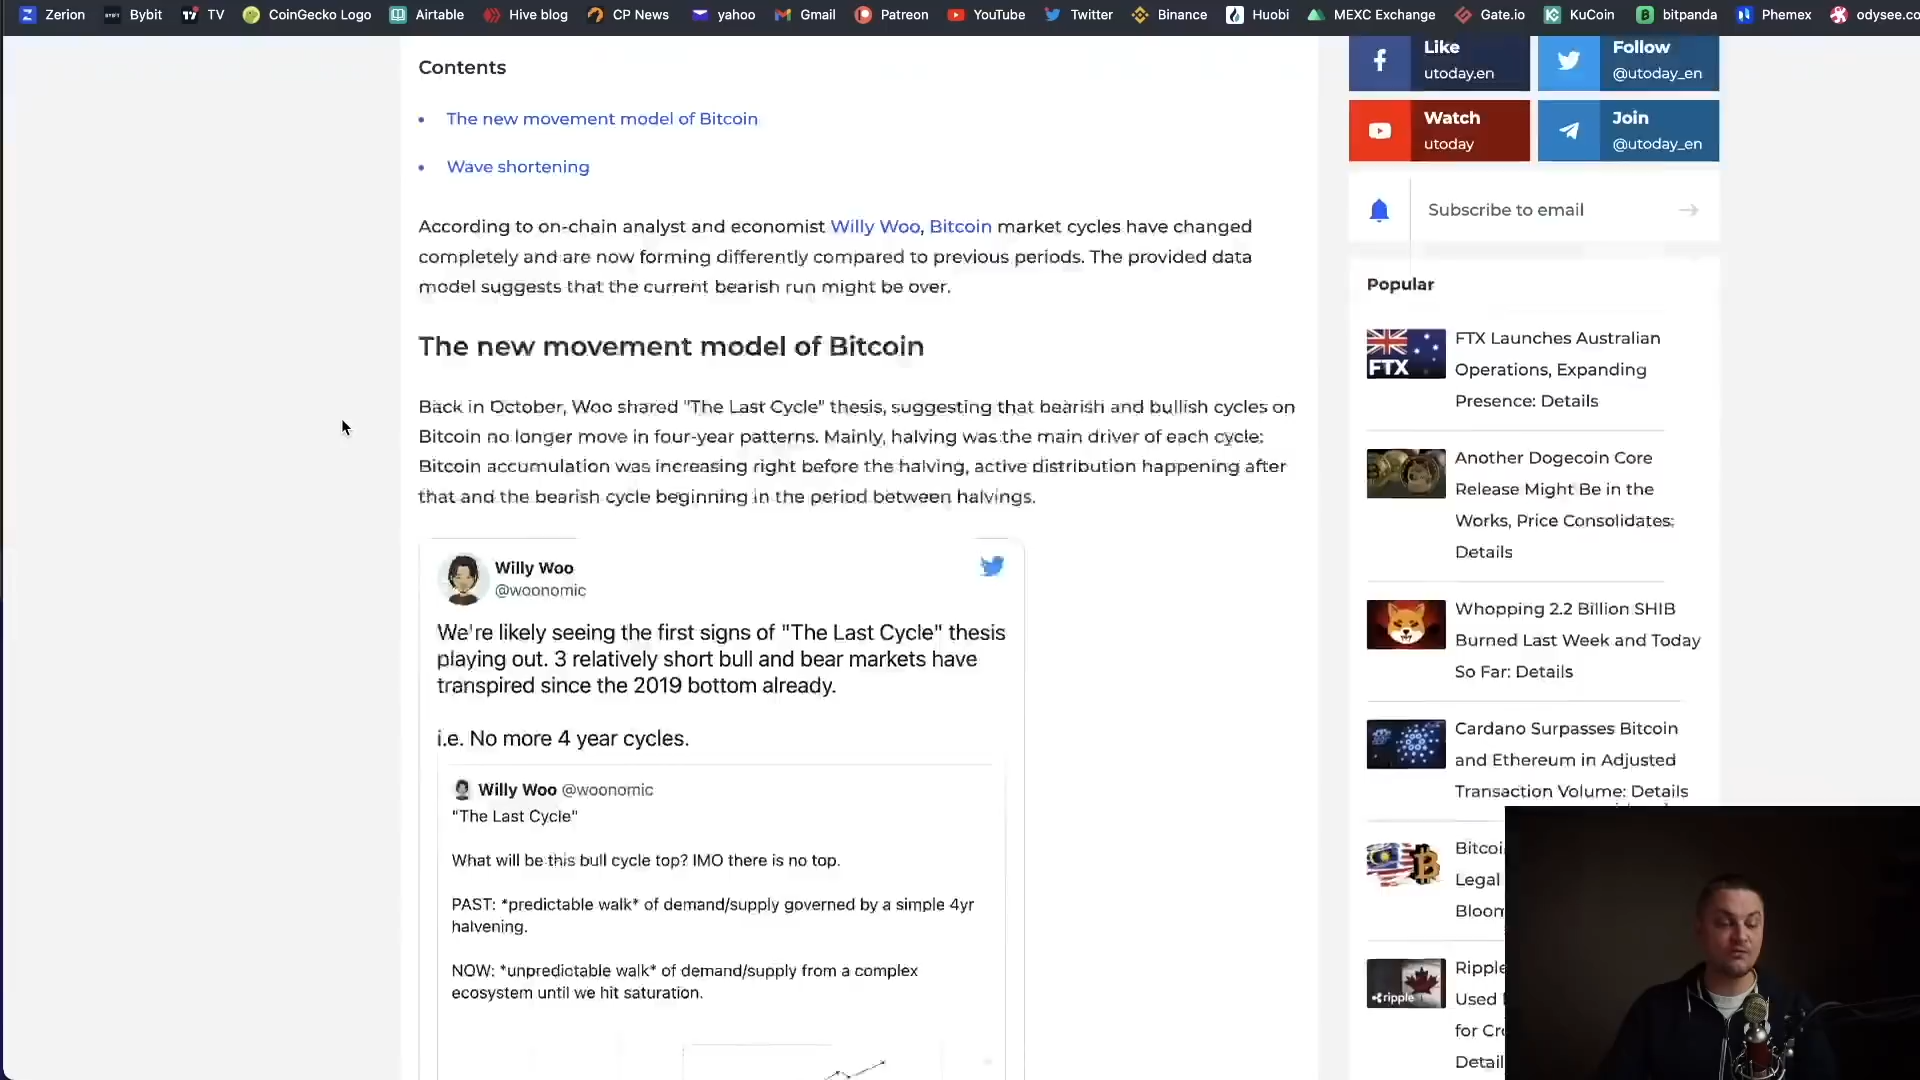 Zerion Bybit TV CoinGecko Logo Airtable Hive blog CP News yahoo Gmail Patreon YouTube Twitter Binance Huobi MEXC Exchange Gate.io KuCoin bitpanda Phemex odysee.co
Contents
• The new movement model of Bitcoin
• Wave shortening
According to on-chain analyst and economist Willy Woo, Bitcoin market cycles have changed
completely and are now forming differently compared to previous periods. The provided data
model suggests that the current bearish run might be over.
The new movement model of Bitcoin
Back in October, Woo shared "The Last Cycle" thesis, suggesting that bearish and bullish cycles on
Bitcoin no longer move in four-year patterns. Mainly, halving was the main driver of each cycle:
Bitcoin accumulation was increasing right before the halving, active distribution happening after
that and the bearish cycle beginning in the period between halvings.
Willy Woo
@woonomic
We're likely seeing the first signs of "The Last Cycle" thesis
playing out. 3 relatively short bull and bear markets have
transpired since the 2019 bottom already.
i.e. No more 4 year cycles.
Willy Woo @woonomic
"The Last Cycle"
What will be this bull cycle top? IMO there is no top.
PAST: *predictable walk* of demand/supply governed by a simple 4yr
halvening.
NOW: *unpredictable walk* of demand/supply from a complex
ecosystem until we hit saturation.
Like
utoday.en
Follow
@utoday_en
Watch
utoday
Join
@utoday_en
Subscribe to email
Popular
FTX
FTX Launches Australian
Operations, Expanding
Presence: Details
Another Dogecoin Core
Release Might Be in the
Works, Price Consolidates:
Details
Whopping 2.2 Billion SHIB
Burned Last Week and Today
So Far: Details
Cardano Surpasses Bitcoin
and Ethereum in Adjusted
Transaction Volume: Details
Bitcoi
Legal
Bloom
ripple
Ripple
Used
for Cr
Detail